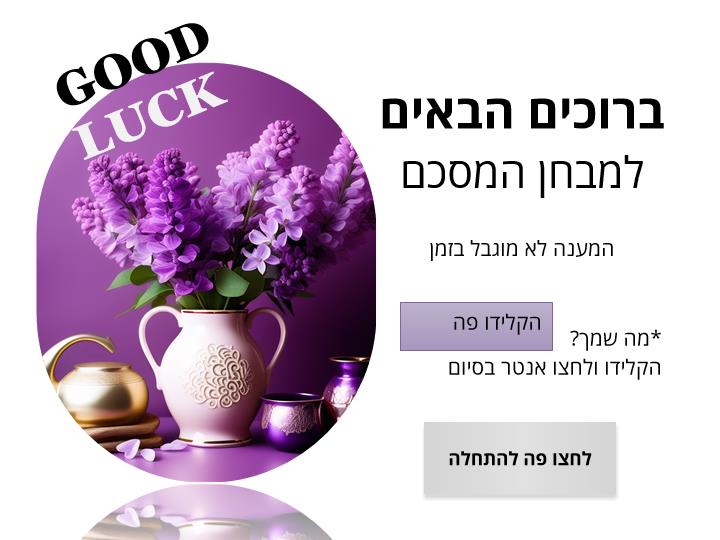 GOOD
LUCK
ברוכים הבאים
למבחן המסכם
המענה לא מוגבל בזמן
*מה שמך?
הקלידו פה
הקלידו ולחצו אנטר בסיום
לחצו פה להתחלה